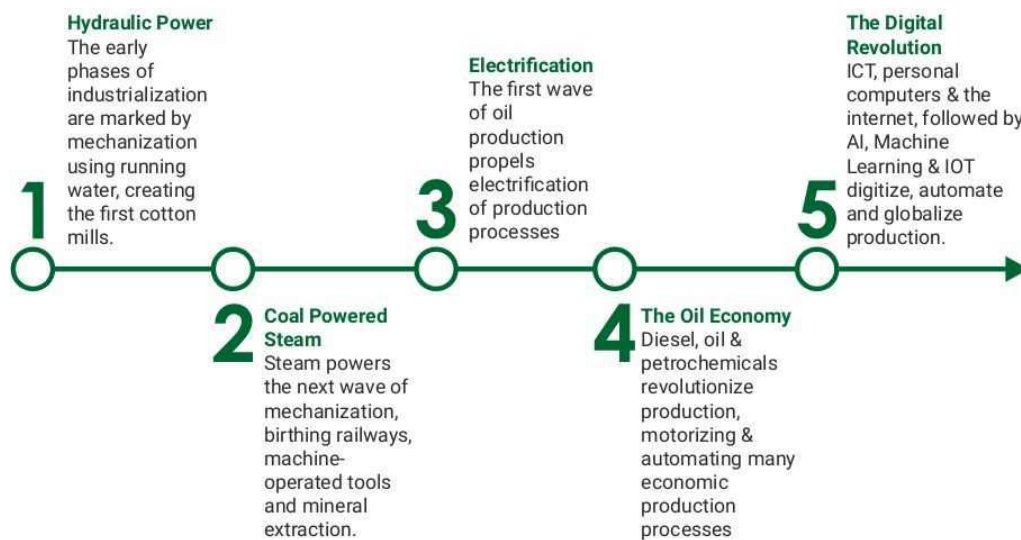 1
Hydraulic Power
The early
phases of
industrialization
are marked by
mechanization
using running
water, creating
the first cotton
mills.
2
Coal Powered
Steam
Steam powers
the next wave of
mechanization,
birthing railways,
machine-
operated tools
and mineral
extraction.
3
Electrification
The first wave
of oil
production
propels
electrification
of production
processes
4
The Oil Economy
Diesel, oil &
petrochemicals
revolutionize
production,
motorizing &
automating many
economic
production
processes
5
The Digital
Revolution
ICT, personal
computers & the
internet, followed by
AI, Machine
Learning & IOT
digitize, automate
and globalize
production.